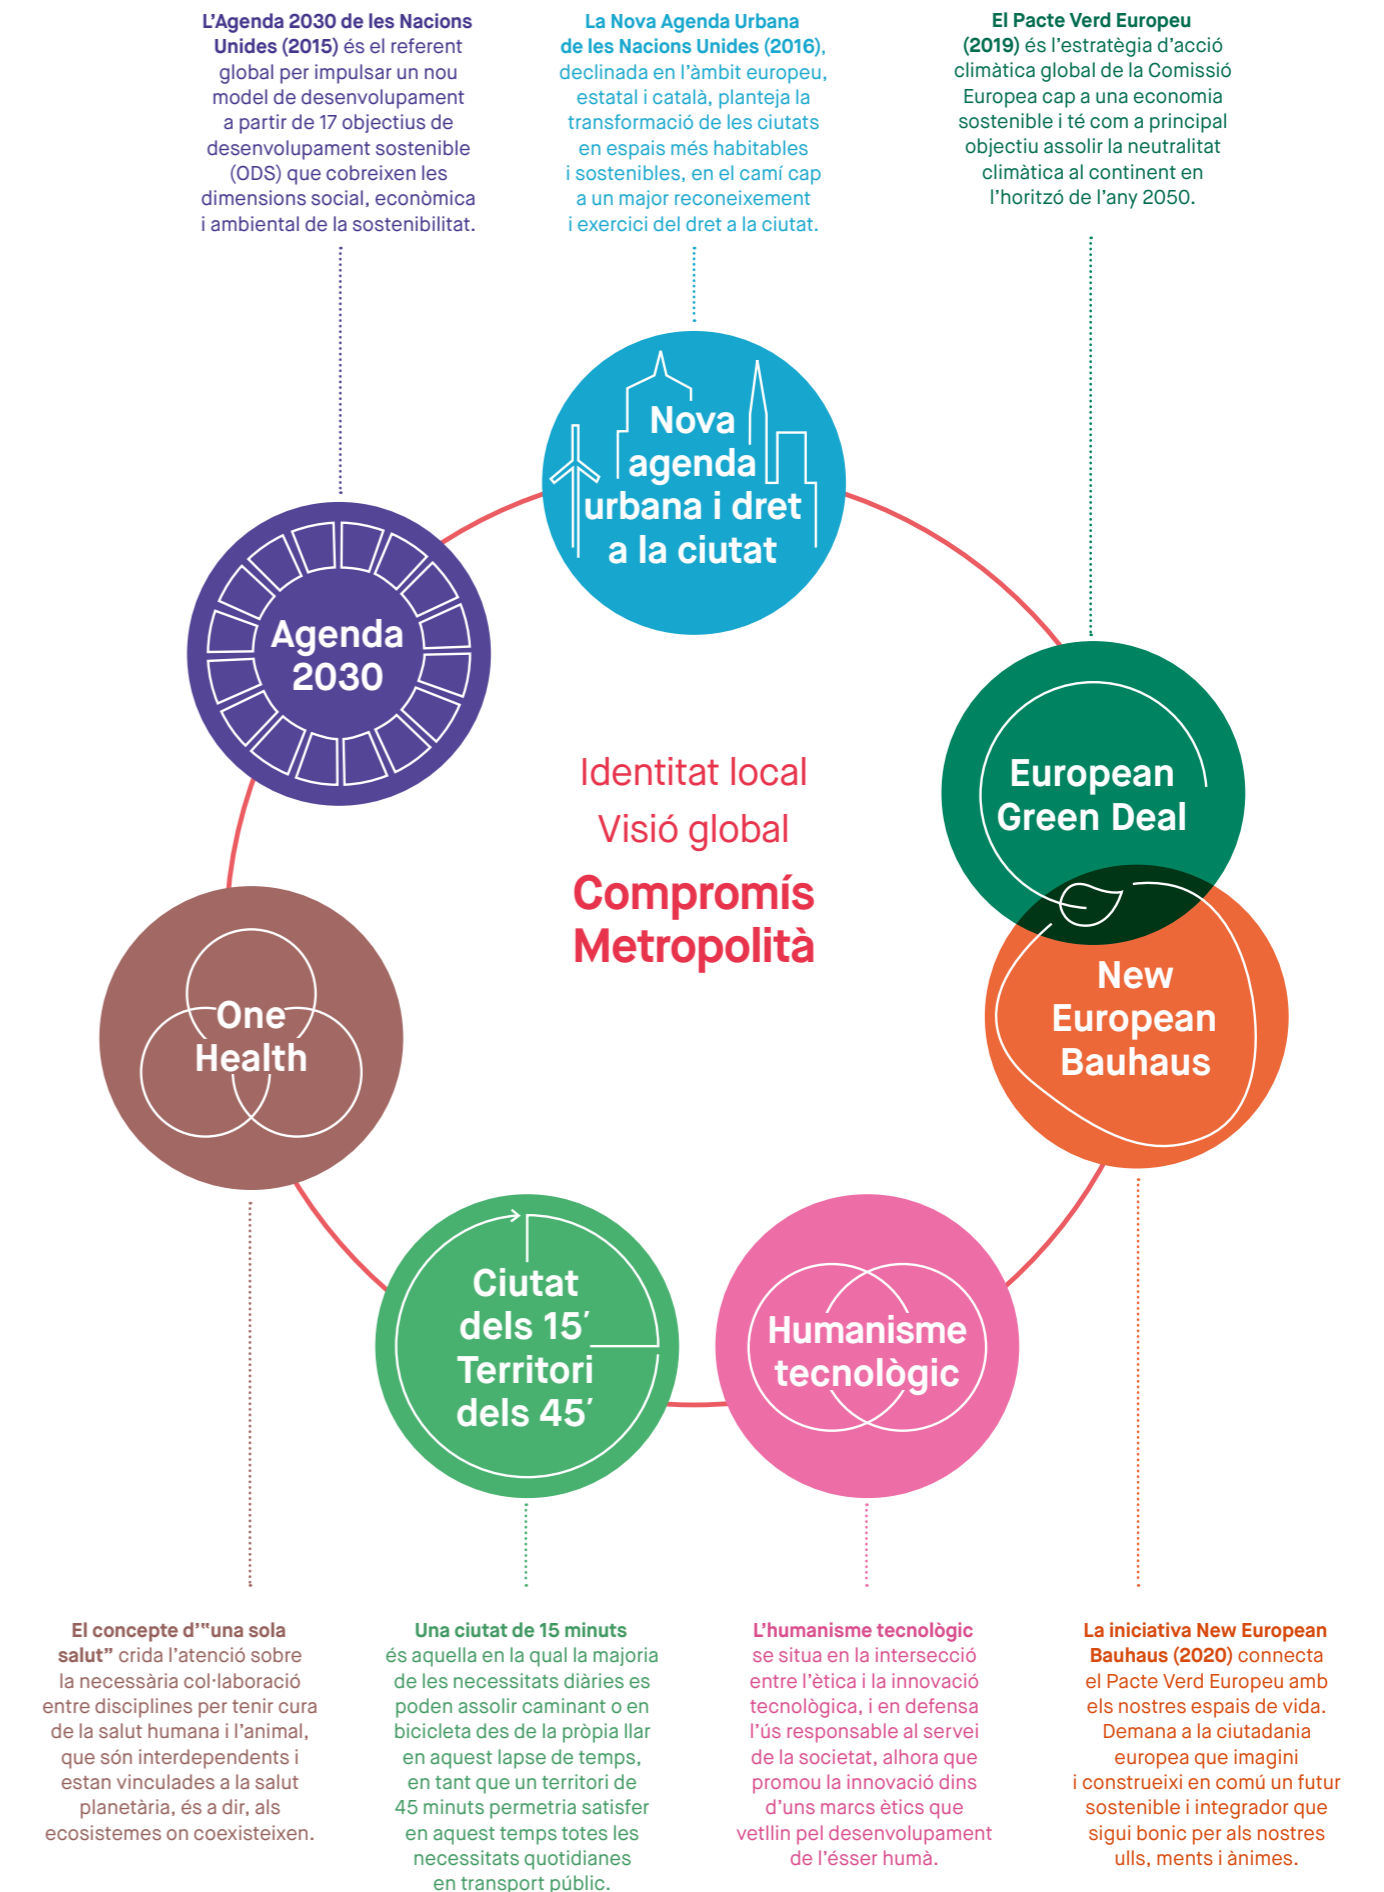 L'Agenda 2030 de les Nacions
Unides (2015) és el referent
global per impulsar un nou
model de desenvolupament
a partir de 17 objectius de
desenvolupament sostenible
(ODS) que cobreixen les
dimensions social, econòmica
i ambiental de la sostenibilitat.
La Nova Agenda Urbana
de les Nacions Unides (2016),
declinada en l'àmbit europeu,
estatal i català, planteja la
transformació de les ciutats
en espais més habitables
i sostenibles, en el camí cap
a un major reconeixement
i exercici del dret a la ciutat.
El Pacte Verd Europeu
(2019) és l'estratègia d'acció
climàtica global de la Comissió
Europea cap a una economia
sostenible i té com a principal
objectiu assolir la neutralitat
climàtica al continent en
l'horitzó de l'any 2050.
Nova
agenda
urbana i dret
a la ciutat
Agenda
2030
European
Green Deal
Identitat local
Visió global
Compromís
Metropolità
New
European
Bauhaus
One
Health
Ciutat
dels 15′
Territori
dels 45′
Humanisme
tecnològic
El concepte d'"una sola
salut" crida l'atenció sobre
la necessària col·laboració
entre disciplines per tenir cura
de la salut humana i l'animal,
que són interdependents i
estan vinculades a la salut
planetària, és a dir, als
ecosistemes on coexisteixen.
Una ciutat de 15 minuts
és aquella en la qual la majoria
de les necessitats diàries es
poden assolir caminant o en
bicicleta des de la pròpia llar
en aquest lapse de temps,
en tant que un territori de
45 minuts permetria satisfer
en aquest temps totes les
necessitats quotidianes
en transport públic.
L'humanisme tecnològic
se situa en la intersecció
entre l'ètica i la innovació
tecnològica, i en defensa
l'ús responsable al servei
de la societat, alhora que
promou la innovació dins
d'uns marcs ètics que
vetllin pel desenvolupament
de l'ésser humà.
La iniciativa New European
Bauhaus (2020) connecta
el Pacte Verd Europeu amb
els nostres espais de vida.
Demana a la ciutadania
europea que imagini
i construeixi en comú un futur
sostenible i integrador que
sigui bonic per als nostres
ulls, ments i ànimes.